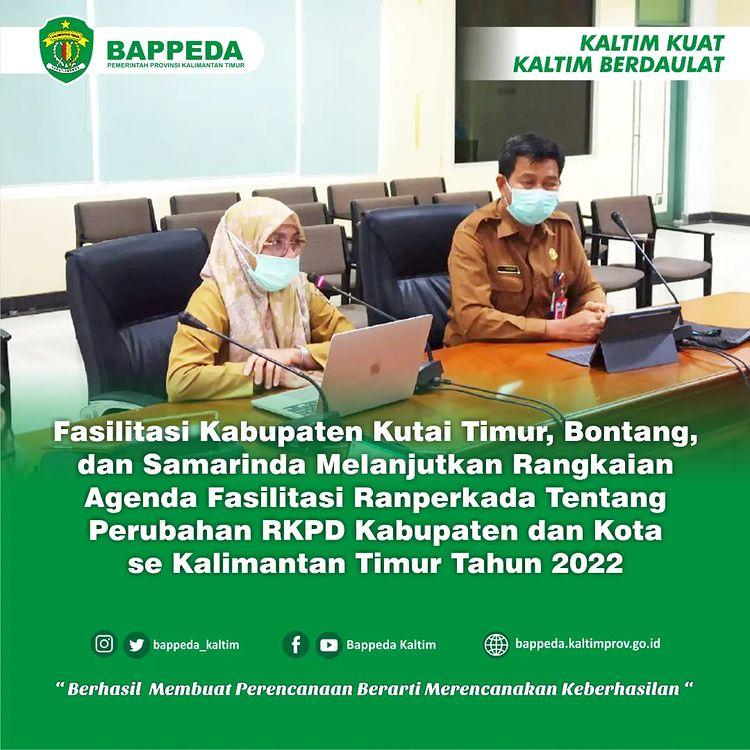 BAPPEDA
PEMERINTAH PROVINSI KALIMANTAN TIMUR
KALTIM KUAT
KALTIM BERDAULAT
Fasilitasi Kabupaten Kutai Timur, Bontang,
dan Samarinda Melanjutkan Rangkaian
Agenda Fasilitasi Ranperkada Tentang
Perubahan RKPD Kabupaten dan Kota
se Kalimantan Timur Tahun 2022
bappeda_kaltim
Bappeda Kaltim
bappeda.kaltimprov.go.id
“ Berhasil Membuat Perencanaan Berarti Merencanakan Keberhasilan “